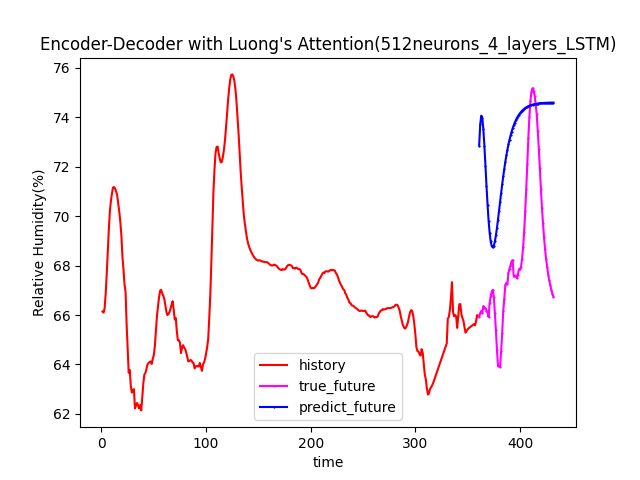 Encoder-Decoder with Luong's Attention(512neurons_4_layers_LSTM)
76
74
72
70
68
66
64
62
Relative Humidity(%)
history
true_future
predict_future
0
100
200
300
400
time